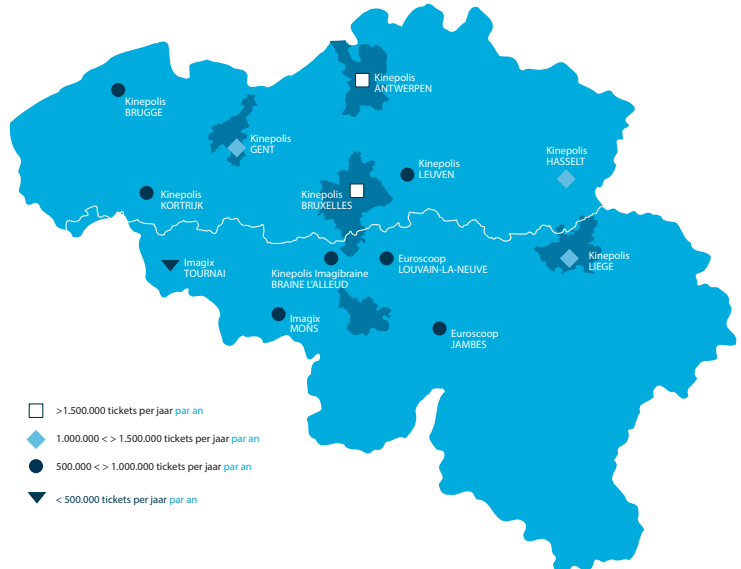 Kinepolis
ANTWERPEN
Kinepolis
BRUGGE
Kinepolis
GENT
Kinepolis
HASSELT
Kinepolis
LEUVEN
Kinepolis
KORTRIJK
Kinepolis
BRUXELLES
Imagix
TOURNAI
Kinepolis Imagibraine
BRAINE L'ALLEUD
Euroscoop
LOUVAIN-LA-NEUVE
Kinepolis
LIEGE
Imagix
MONS
Euroscoop
JAMBES
>1.500.000 tickets per jaar par an
1.000.000 < > 1.500.000 tickets per jaar par an
500.000 < > 1.000.000 tickets per jaar par an
< 500.000 tickets per jaar par an